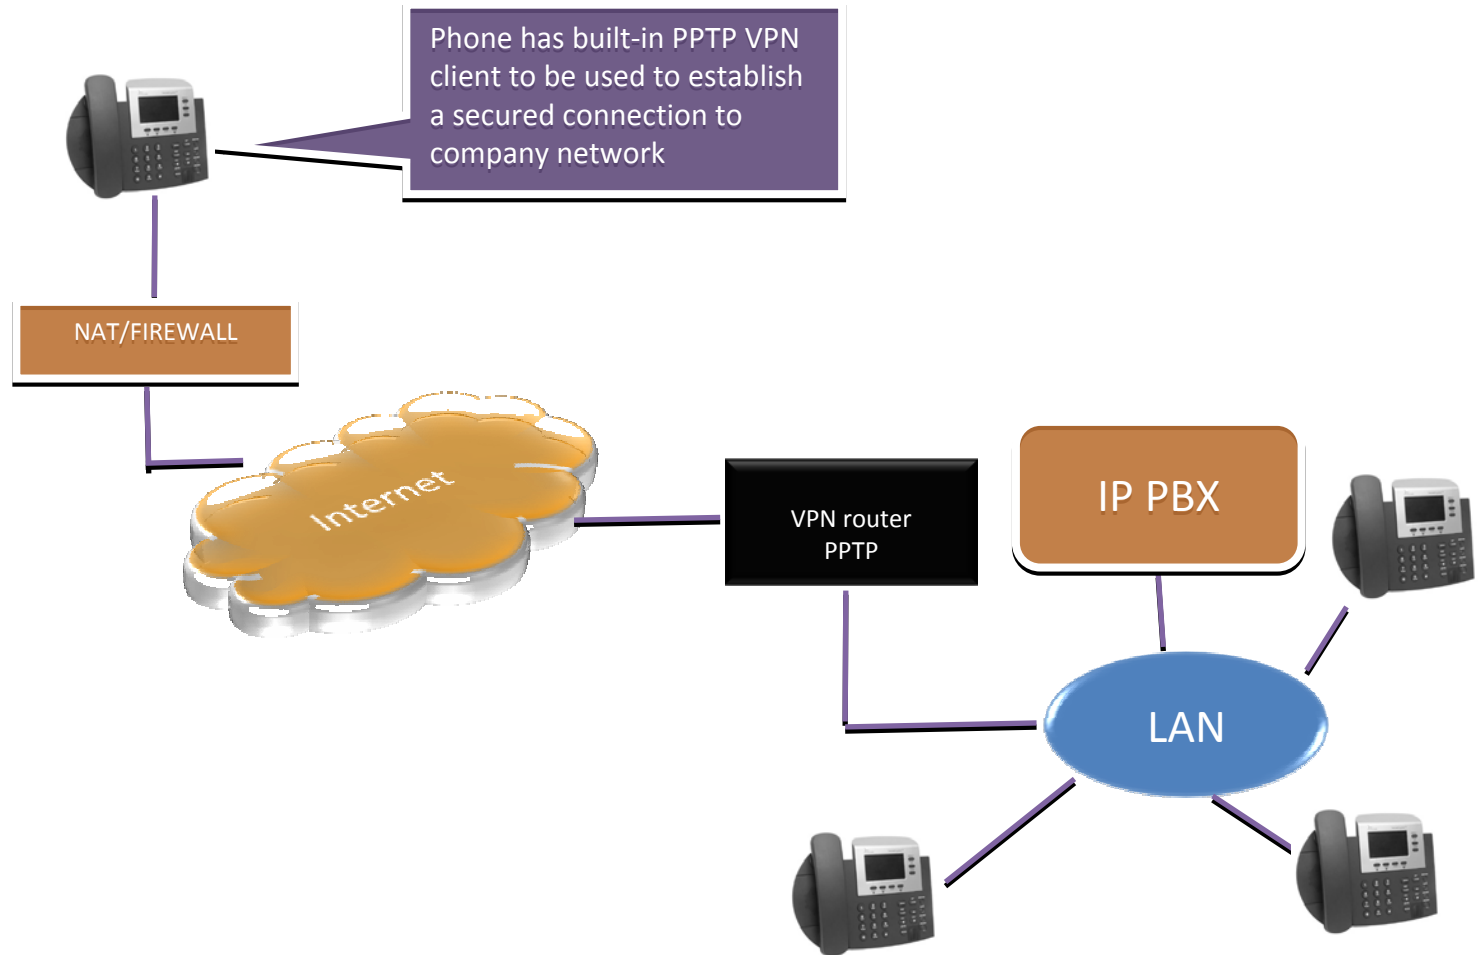 Phone has built-in PPTP VPN
client to be used to establish
a secured connection to
company network
NAT/FIREWALL
Internet
VPN router
PPTP
IP PBX
LAN